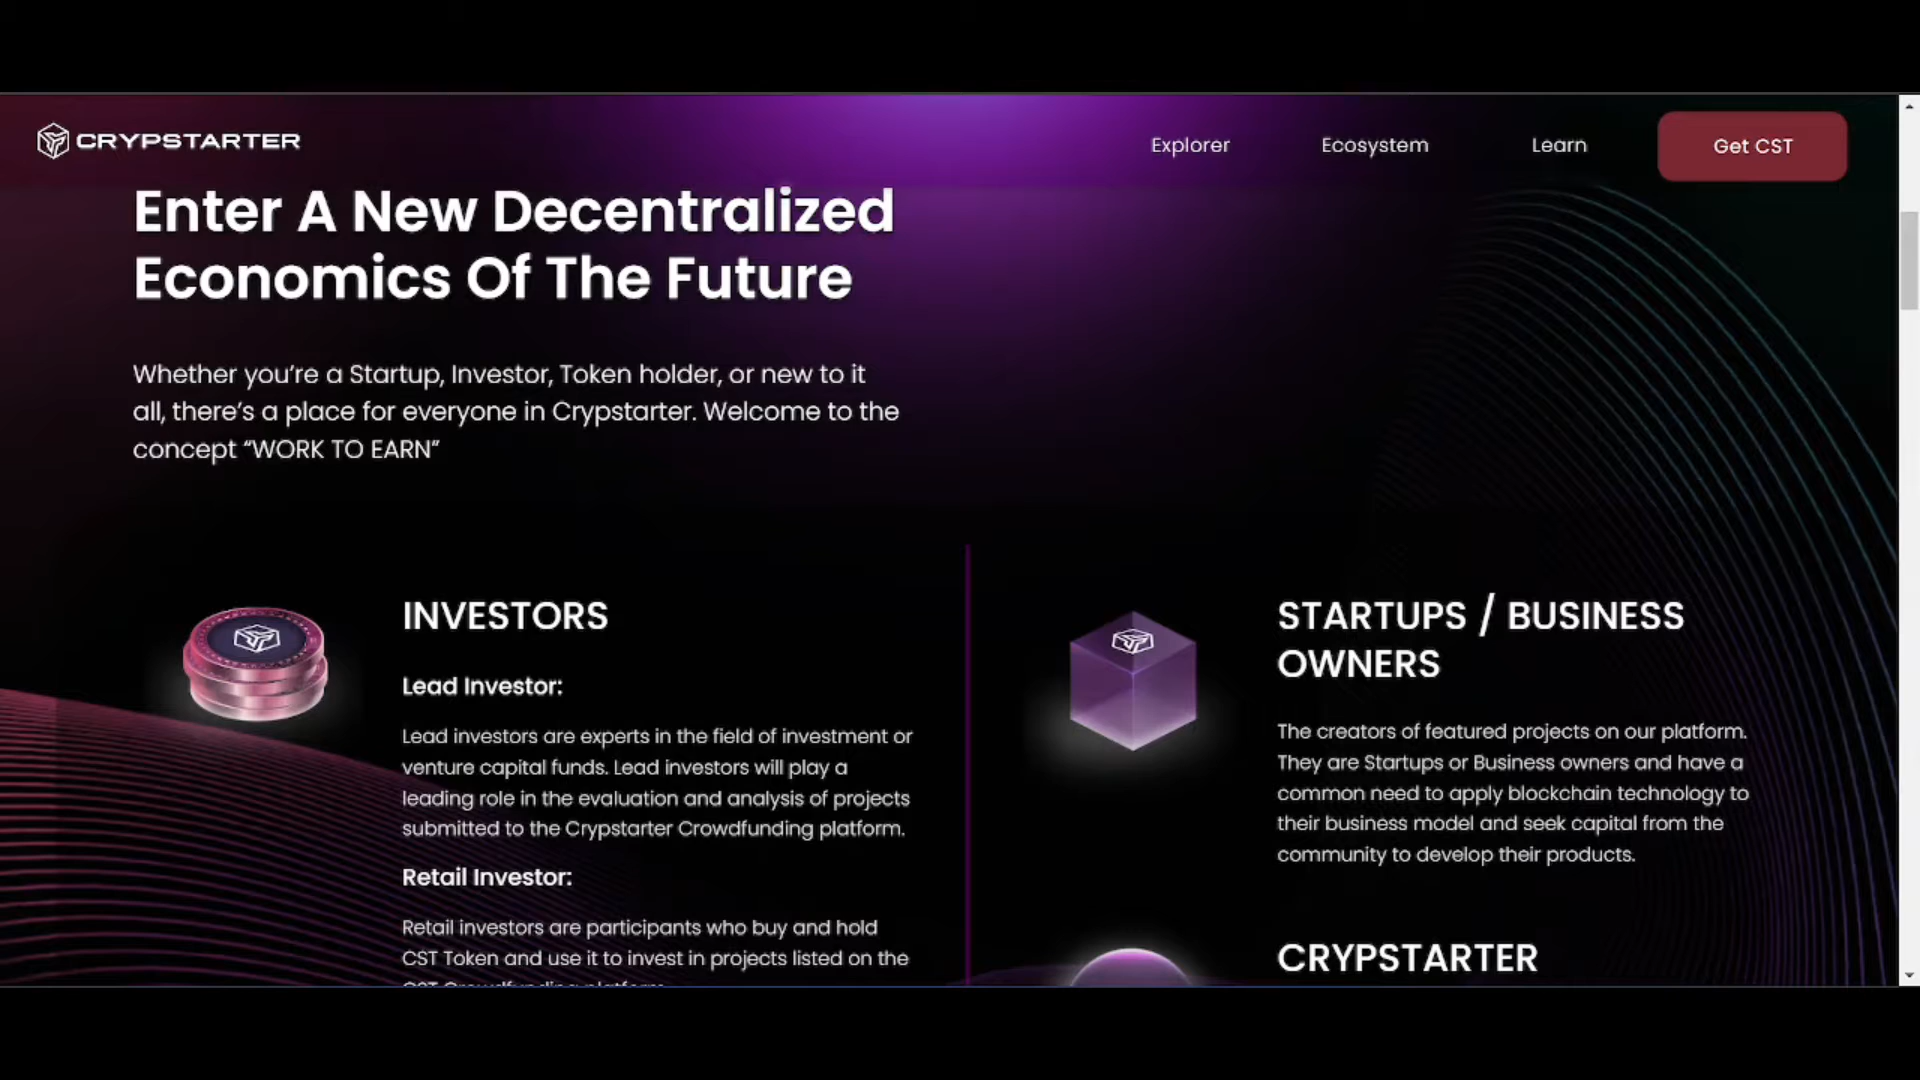 CRYPSTARTER
Explorer
Ecosystem
Learn
Get CST
Enter A New Decentralized
Economics Of The Future
Whether you’re a Startup, Investor, Token holder, or new to it
all, there’s a place for everyone in Crypstarter. Welcome to the
concept “WORK TO EARN”
INVESTORS
Lead Investor:
Lead investors are experts in the field of investment or
venture capital funds. Lead investors will play a
leading role in the evaluation and analysis of projects
submitted to the Crypstarter Crowdfunding platform.
Retail Investor:
Retail investors are participants who buy and hold
CST Token and use it to invest in projects listed on the
CST Crowdfunding platform.
STARTUPS / BUSINESS
OWNERS
The creators of featured projects on our platform.
They are Startups or Business owners and have a
common need to apply blockchain technology to
their business model and seek capital from the
community to develop their products.
CRYPSTARTER